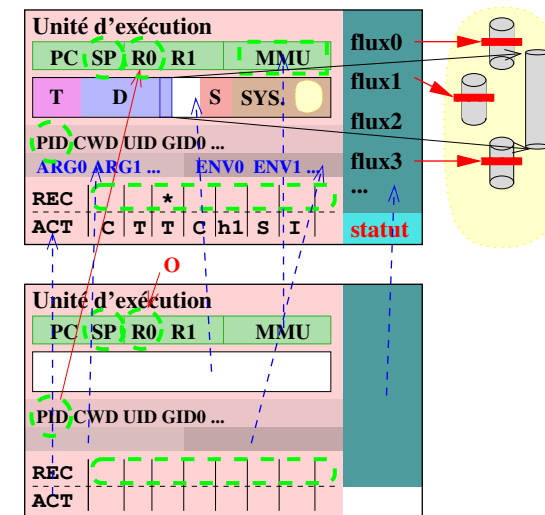 Unité d'exécution
PC SP R0 R1 MMU
T D S SYS.
PID CWD UID GID0 ...
ARG0 ARG1 ... ENV0 ENV1 ...
REC *
ACT C T T C h1 S I
flux0
flux1
flux2
flux3
...
statut
O
Unité d'exécution
PC SP R0 R1 MMU
PID CWD UID GID0 ...
REC
ACT